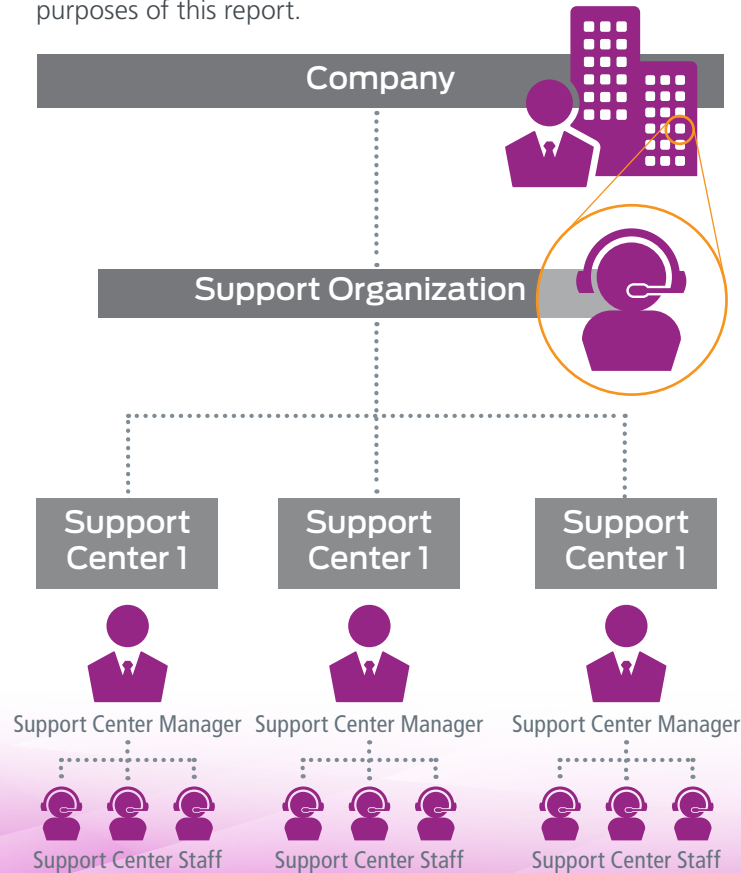 purposes of this report.
Company
Support Organization
Support
Center 1
Support
Center 1
Support
Center 1
Support Center Manager
Support Center Manager
Support Center Manager
Support Center Staff
Support Center Staff
Support Center Staff